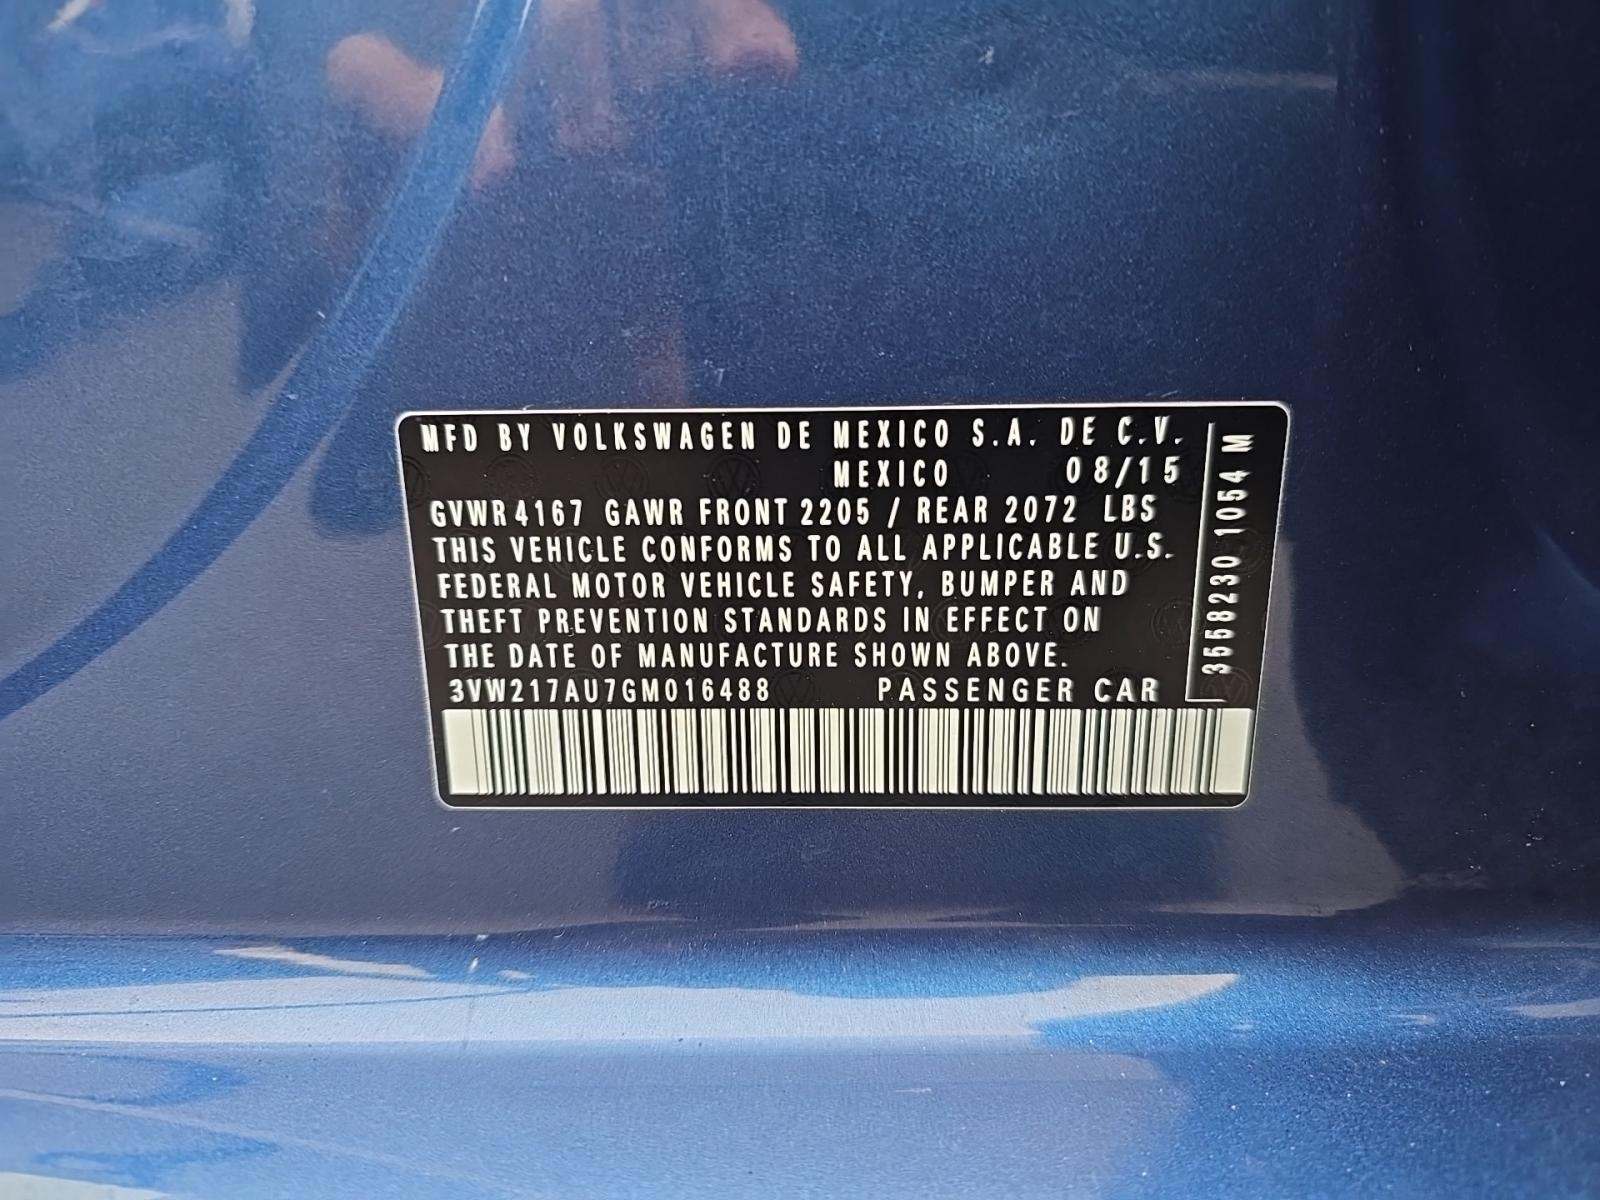 MFD BY VOLKSWAGEN DE MEXICO S.A. DE C.V.
MEXICO 08/15
GVWR 4167 GAWR FRONT 2205 / REAR 2072 LBS
THIS VEHICLE CONFORMS TO ALL APPLICABLE U.S.
FEDERAL MOTOR VEHICLE SAFETY, BUMPER AND
THEFT PREVENTION STANDARDS IN EFFECT ON
THE DATE OF MANUFACTURE SHOWN ABOVE.
3VW217AU7GM016488 PASSENGER CAR
3558230 1054 M